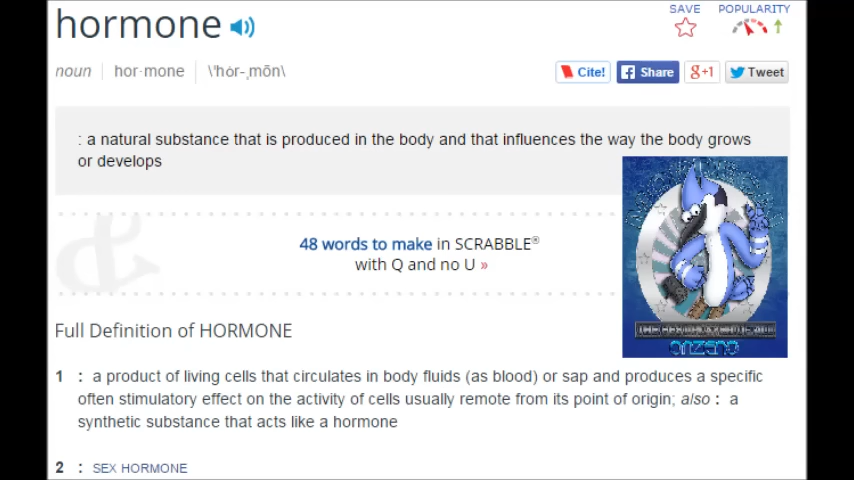 hormone
SAVE
POPULARITY
noun
hor·mone
\ˈhȯr-ˌmōn\
Cite!
Share
g+1
Tweet
: a natural substance that is produced in the body and that influences the way the body grows
or develops
48 words to make in SCRABBLE®
with Q and no U »
Full Definition of HORMONE
1 : a product of living cells that circulates in body fluids (as blood) or sap and produces a specific
often stimulatory effect on the activity of cells usually remote from its point of origin; also : a
synthetic substance that acts like a hormone
2 : SEX HORMONE